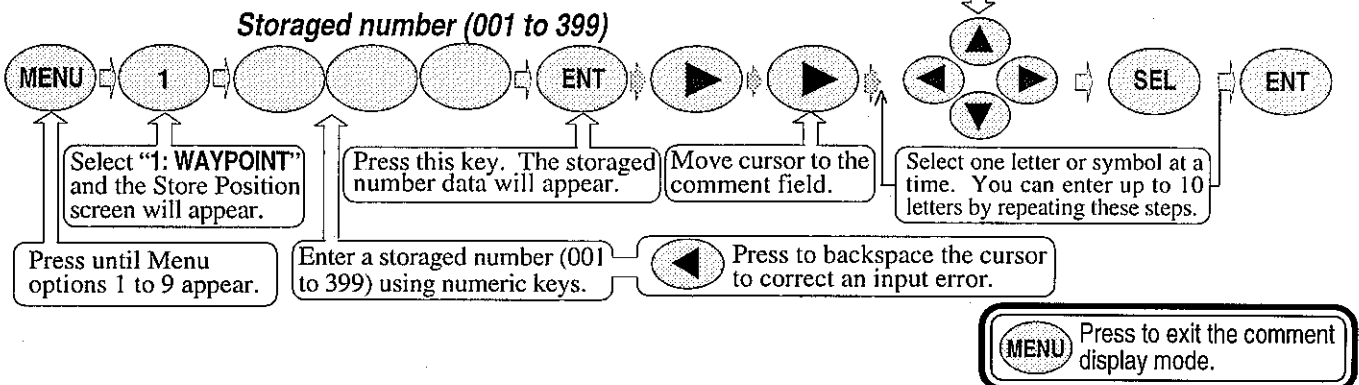 Storaged number (001 to 399)
MENU 1 ENT SEL ENT
Select "1: WAYPOINT"
and the Store Position
screen will appear.
Press this key. The storaged
number data will appear.
Move cursor to the
comment field.
Select one letter or symbol at a
time. You can enter up to 10
letters by repeating these steps.
Press until Menu
options 1 to 9 appear.
Enter a storaged number (001
to 399) using numeric keys.
Press to backspace the cursor
to correct an input error.
MENU Press to exit the comment
display mode.